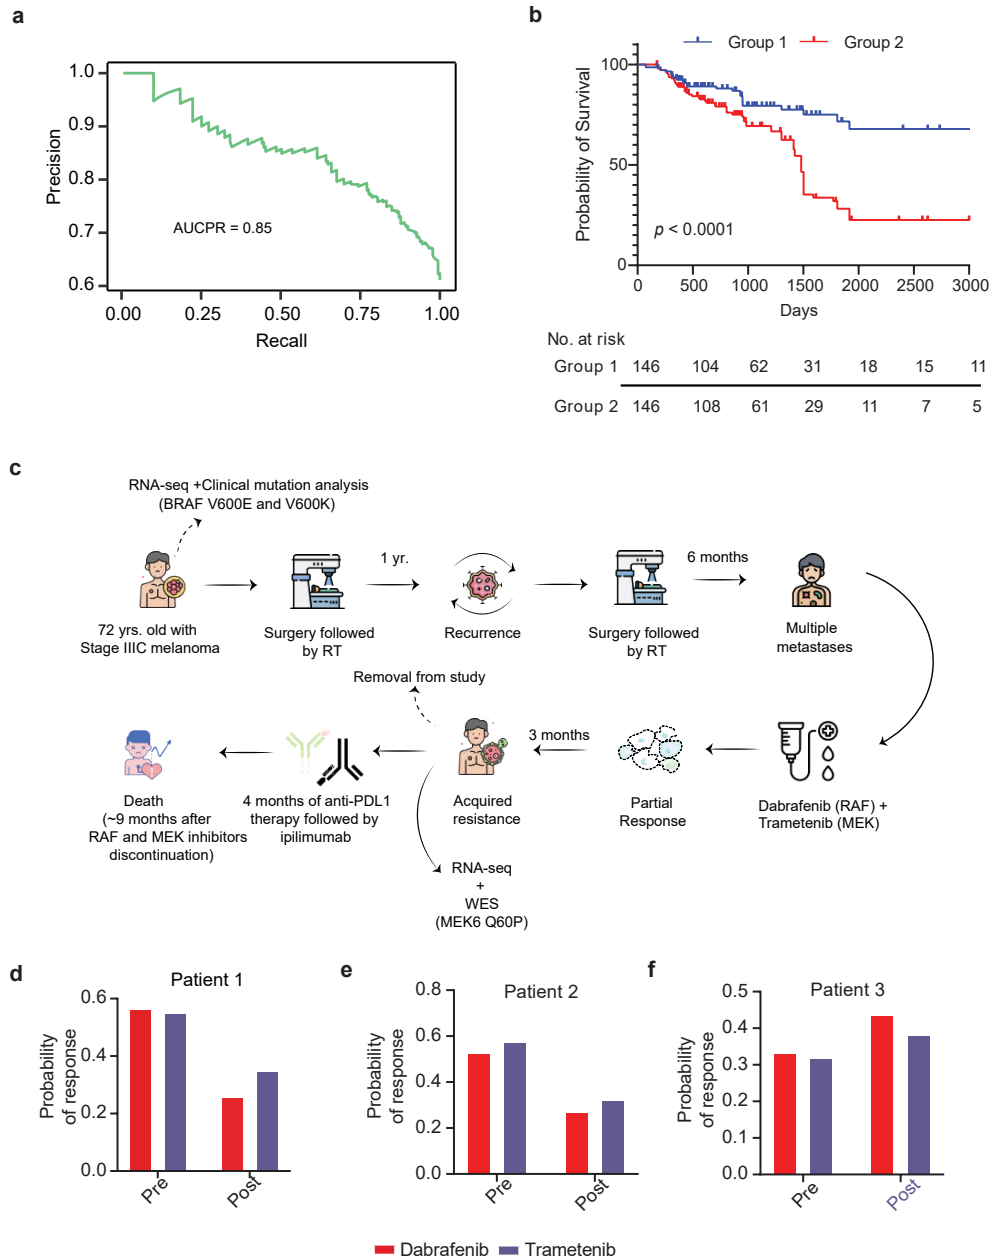 a
1.0
0.9
0.8
0.7
0.6
Precision
AUCPR = 0.85
0.00 0.25 0.50 0.75 1.00
Recall
b
Group 1 Group 2
100
50
0
Probability of Survival
p < 0.0001
0 500 1000 1500 2000 2500 3000
Days
No. at risk
Group 1 146 104 62 31 18 15 11
Group 2 146 108 61 29 11 7 5
c
RNA-seq +Clinical mutation analysis
(BRAF V600E and V600K)
1 yr.
6 months
72 yrs. old with
Stage IIIC melanoma
Surgery followed
by RT
Recurrence
Surgery followed
by RT
Multiple
metastases
Removal from study
3 months
Dabrafenib (RAF) +
Trametenib (MEK)
Partial
Response
Acquired
resistance
4 months of anti-PDL1
therapy followed by
ipilimumab
Death
(~9 months after
RAF and MEK inhibitors
discontinuation)
RNA-seq
+
WES
(MEK6 Q60P)
d
Patient 1
0.6
0.4
0.2
0.0
Probability
of response
Pre Post
e
Patient 2
0.8
0.6
0.4
0.2
0.0
Probability
of response
Pre Post
f
Patient 3
0.5
0.4
0.3
0.2
0.1
0.0
Probability
of response
Pre Post
Dabrafenib Trametenib